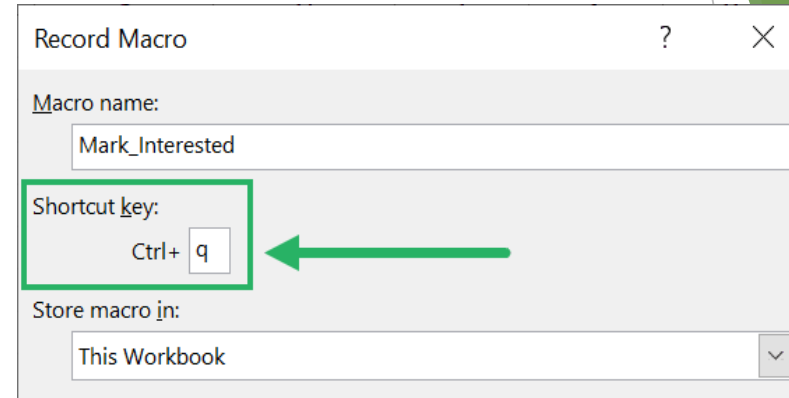 Record Macro ?
Macro name:
Mark_Interested
Shortcut key:
Ctrl+ q
Store macro in:
This Workbook